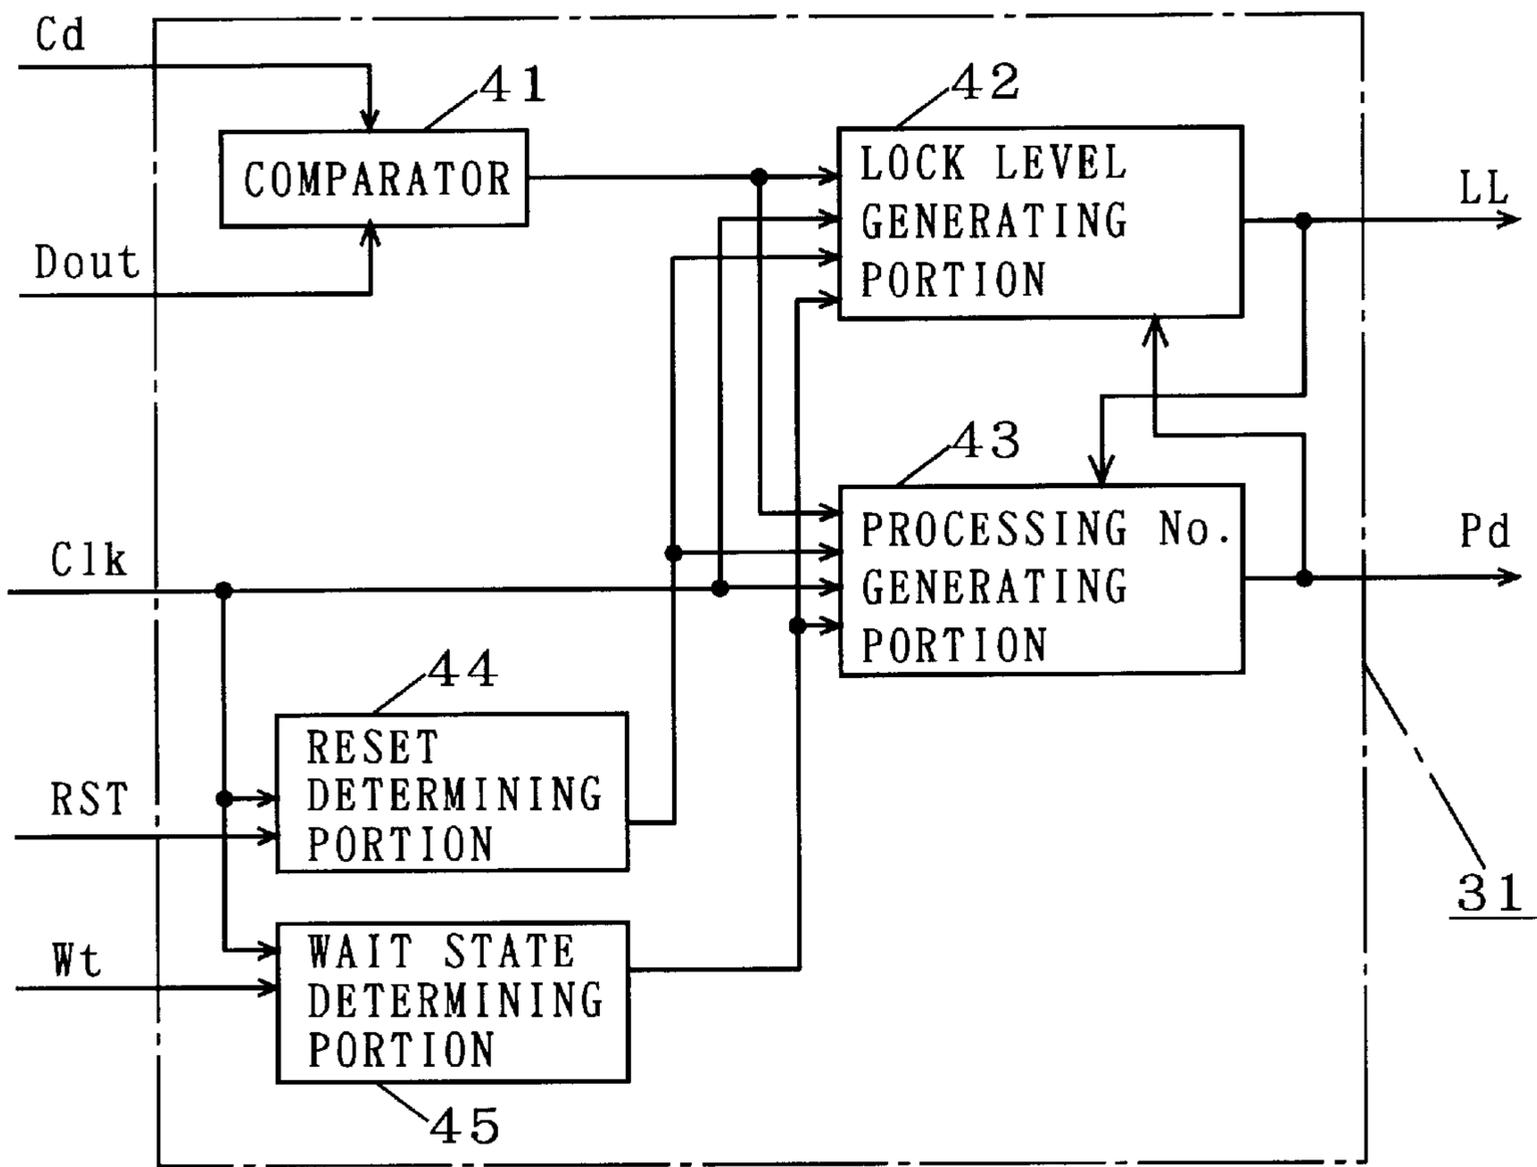 Cd
41
42
COMPARATOR
LOCK LEVEL
GENERATING
PORTION
LL
Dout
43
PROCESSING No.
GENERATING
PORTION
Pd
Clk
44
RESET
DETERMINING
PORTION
RST
31
WAIT STATE
DETERMINING
PORTION
Wt
45